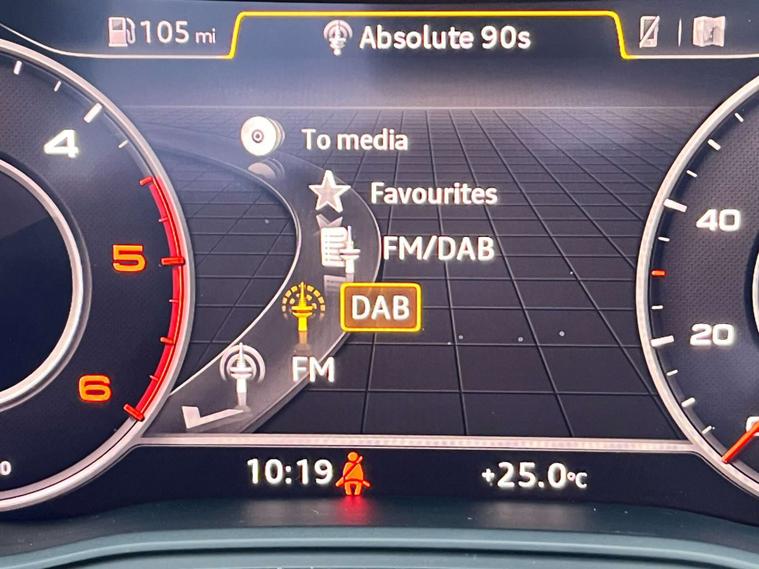 105 mi
Absolute 90s
To media
Favourites
FM/DAB
DAB
FM
4
5
6
40
20
10:19
+25.0°C